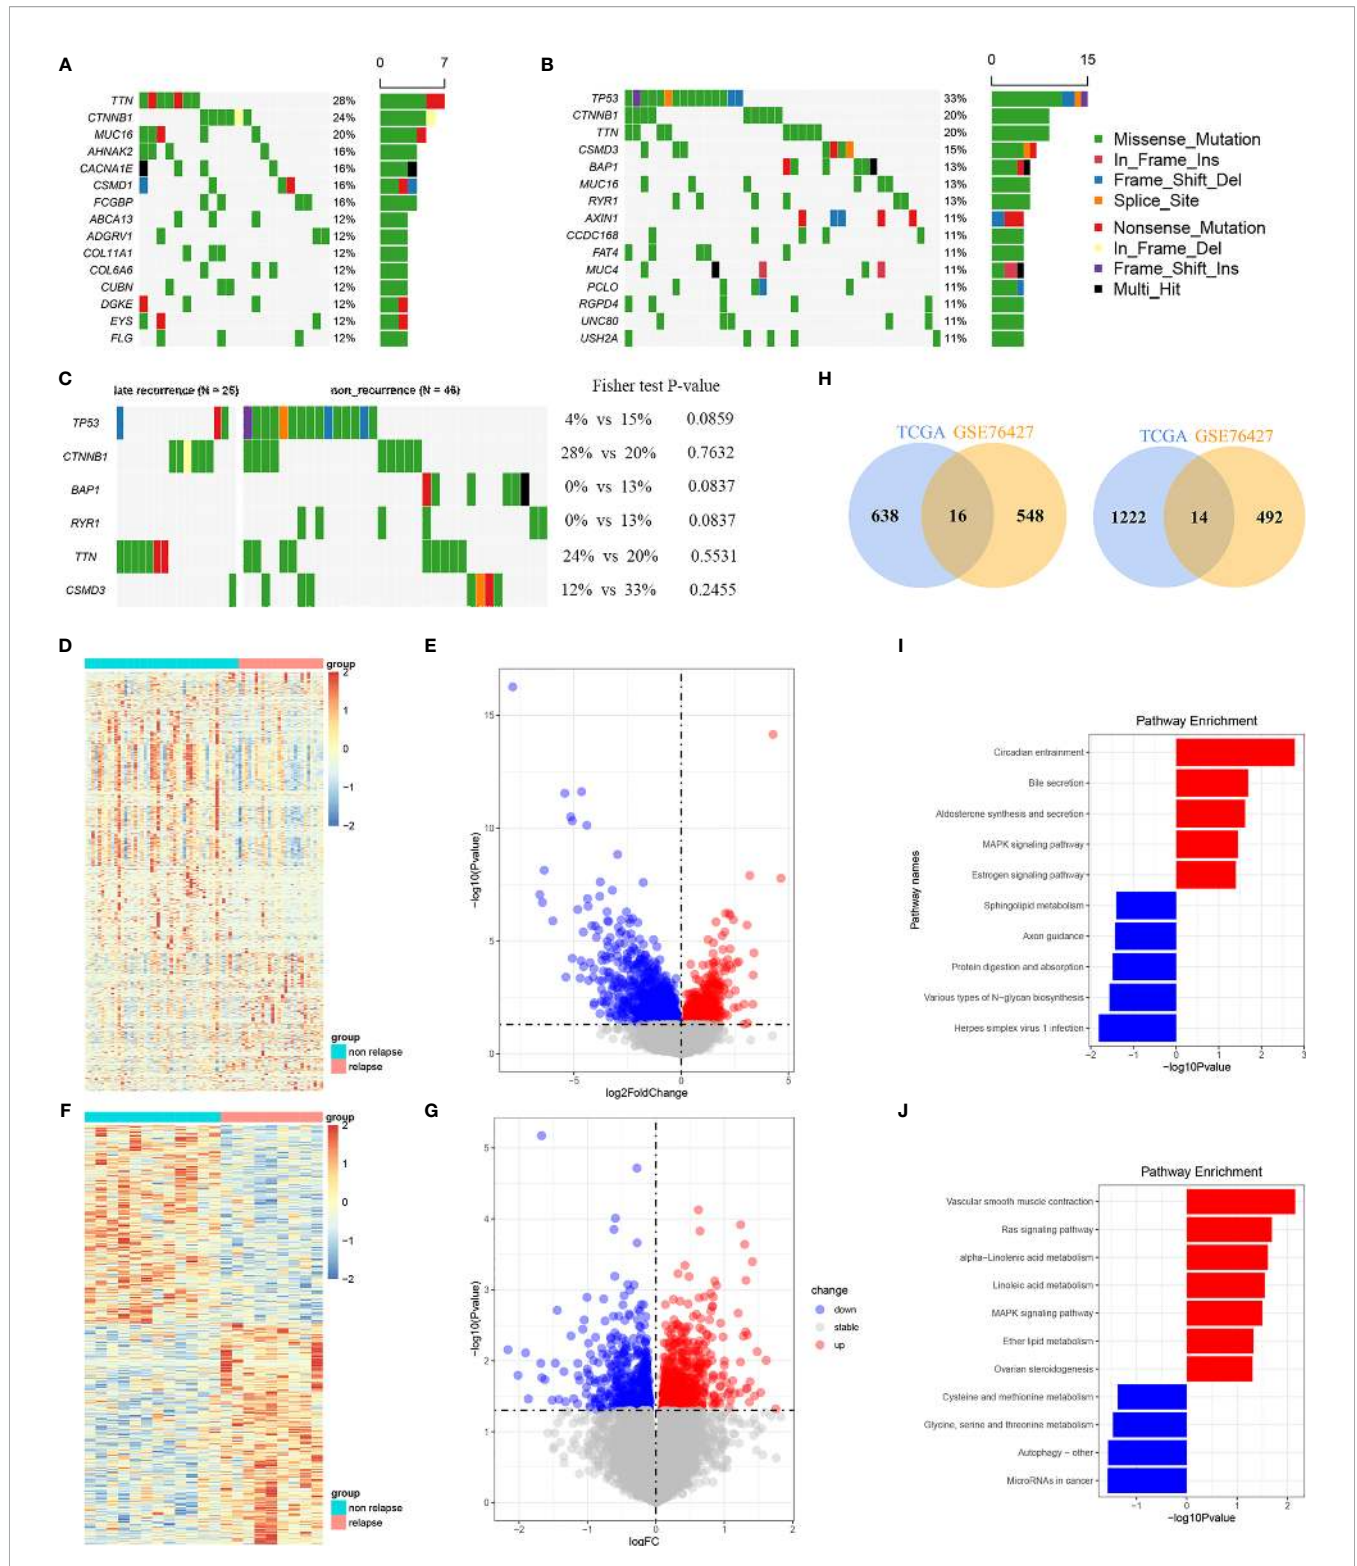 A
0 7
TTN 28%
CTNNB1 24%
MUC16 20%
AHNAK2 16%
CACNA1E 16%
CSMD1 16%
FCGBP 16%
ABCA13 12%
ADGRV1 12%
COL11A1 12%
COL6A6 12%
CUBN 12%
DGKE 12%
EYS 12%
FLG 12%
B
0 15
TP53 33%
CTNNB1 20%
TTN 20%
CSMD3 15%
BAP1 13%
MUC16 13%
RYR1 13%
AXIN1 11%
CCDC168 11%
FAT4 11%
MUC4 11%
PCLO 11%
RGPD4 11%
UNC80 11%
USH2A 11%
Missense_Mutation
In_Frame_Ins
Frame_Shift_Del
Splice_Site
Nonsense_Mutation
In_Frame_Del
Frame_Shift_Ins
Multi_Hit
C
late recurrence (N = 25) non_recurrence (N = 46) Fisher test P-value
TP53 4% vs 15% 0.0859
CTNNB1 28% vs 20% 0.7632
BAP1 0% vs 13% 0.0837
RYR1 0% vs 13% 0.0837
TTN 24% vs 20% 0.5531
CSMD3 12% vs 33% 0.2455
H
TCGA GSE76427
638 16 548
TCGA GSE76427
1222 14 492
D
group
2
1
0
−1
−2
group
non relapse
relapse
E
−log10(Pvalue)
15
10
5
0
−5 0 5
log2FoldChange
I
Pathway Enrichment
Pathway names
Circadian entrainment
Bile secretion
Aldosterone synthesis and secretion
MAPK signaling pathway
Estrogen signaling pathway
Sphingolipid metabolism
Axon guidance
Protein digestion and absorption
Various types of N−glycan biosynthesis
Herpes simplex virus 1 infection
−2 −1 0 1 2 3
−log10Pvalue
F
group
2
1
0
−1
−2
group
non relapse
relapse
G
−log10(Pvalue)
5
4
3
2
1
0
−2 −1 0 1 2
logFC
change
down
stable
up
J
Pathway Enrichment
Vascular smooth muscle contraction
Ras signaling pathway
alpha−Linolenic acid metabolism
Linoleic acid metabolism
MAPK signaling pathway
Ether lipid metabolism
Ovarian steroidogenesis
Cysteine and methionine metabolism
Glycine, serine and threonine metabolism
Autophagy − other
MicroRNAs in cancer
−1 0 1 2
−log10Pvalue